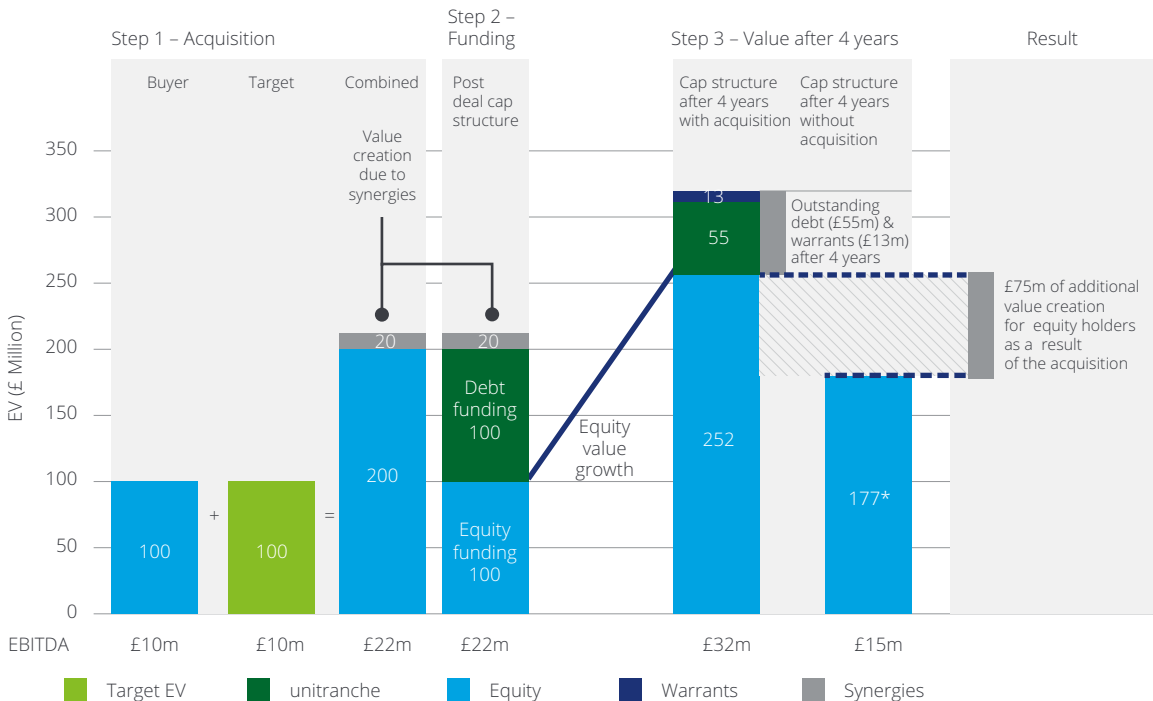 Step 1 – Acquisition
Step 2 –
Funding
Step 3 – Value after 4 years
Result
Buyer
Target
Combined
Post
deal cap
structure
Cap structure
after 4 years
with acquisition
Cap structure
after 4 years
without
acquisition
Value
creation
due to
synergies
EV (£ Million)
350
300
250
200
150
100
50
0
100
+
100
=
20
200
20
Debt
funding
100
Equity
funding
100
Equity
value
growth
13
55
252
Outstanding
debt (£55m) &
warrants (£13m)
after 4 years
177*
£75m of additional
value creation
for equity holders
as a result
of the acquisition
EBITDA £10m £10m £22m £22m £32m £15m
Target EV unitranche Equity Warrants Synergies